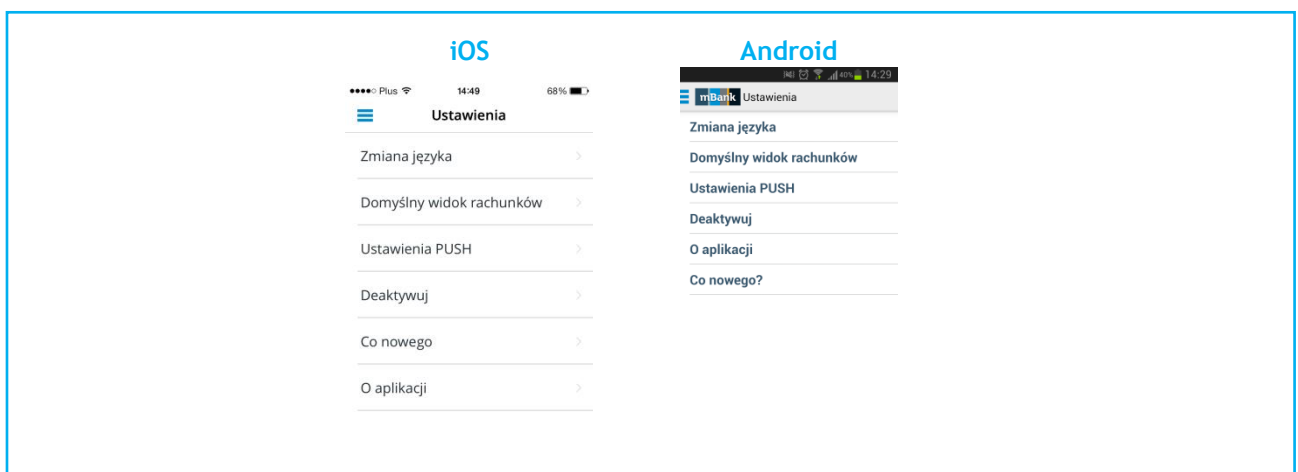 iOS
Plus 14:49 68%
Ustawienia
Zmiana języka
Domyślny widok rachunków
Ustawienia PUSH
Deaktywuj
Co nowego
O aplikacji
Android
40% 14:29
mBank Ustawienia
Zmiana języka
Domyślny widok rachunków
Ustawienia PUSH
Deaktywuj
O aplikacji
Co nowego?